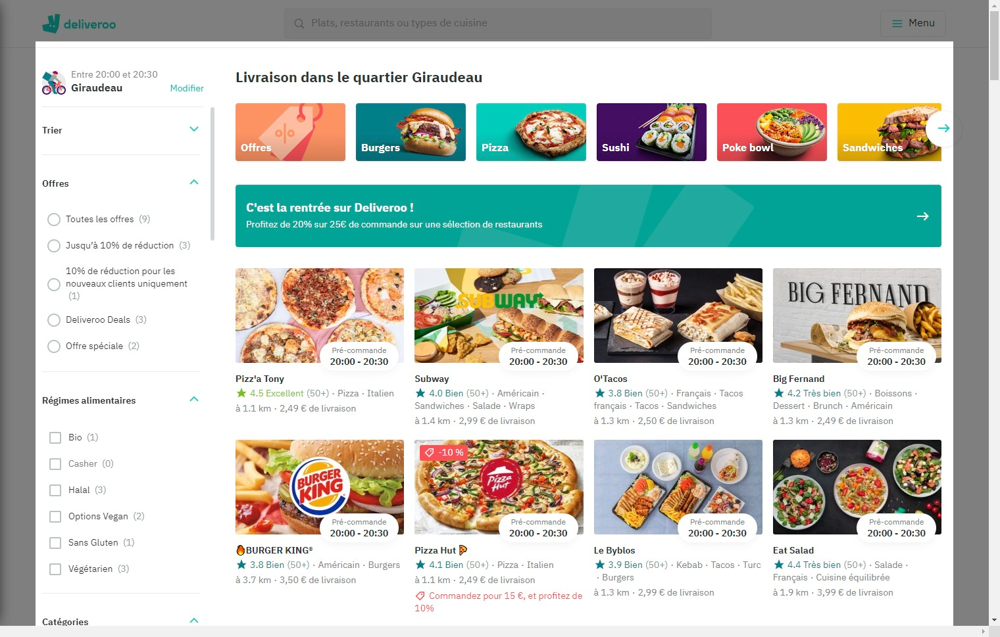 deliveroo
Plats, restaurants ou types de cuisine
Menu
Entre 20:00 et 20:30
Giraudeau
Modifier
Trier
Offres
Toutes les offres (9)
Jusqu’à 10% de réduction (3)
10% de réduction pour les
nouveaux clients uniquement
(1)
Deliveroo Deals (3)
Offre spéciale (2)
Régimes alimentaires
Bio (1)
Casher (0)
Halal (3)
Options Vegan (2)
Sans Gluten (1)
Végétarien (3)
Catégories
Livraison dans le quartier Giraudeau
Offres
Burgers
Pizza
Sushi
Poke bowl
Sandwiches
C'est la rentrée sur Deliveroo !
Profitez de 20% sur 25€ de commande sur une sélection de restaurants
Pré-commande
20:00 - 20:30
Pizz'a Tony
4.5 Excellent (50+) · Pizza · Italien
à 1.1 km · 2,49 € de livraison
SUBWAY
Pré-commande
20:00 - 20:30
Subway
4.0 Bien (50+) · Américain ·
Sandwiches · Salade · Wraps
à 1.4 km · 2,99 € de livraison
Pré-commande
20:00 - 20:30
O'Tacos
3.8 Bien (50+) · Français · Tacos
français · Tacos · Sandwiches
à 1.3 km · 2,50 € de livraison
BIG FERNAND
Pré-commande
20:00 - 20:30
Big Fernand
4.2 Très bien (50+) · Boissons ·
Dessert · Brunch · Américain
à 1.3 km · 2,49 € de livraison
BURGER
KING
Pré-commande
20:00 - 20:30
🔥BURGER KING®
3.8 Bien (50+) · Américain · Burgers
à 3.7 km · 3,50 € de livraison
-10 %
Pizza
Hut
Pré-commande
20:00 - 20:30
Pizza Hut 🍕
4.1 Bien (50+) · Pizza · Italien
à 1.1 km · 2,49 € de livraison
Commandez pour 15 €, et profitez de
10%
Pré-commande
20:00 - 20:30
Le Byblos
3.9 Bien (50+) · Kebab · Tacos · Turc
· Burgers
à 1.3 km · 2,99 € de livraison
Pré-commande
20:00 - 20:30
Eat Salad
4.4 Très bien (50+) · Salade ·
Français · Cuisine équilibrée
à 1.9 km · 3,99 € de livraison